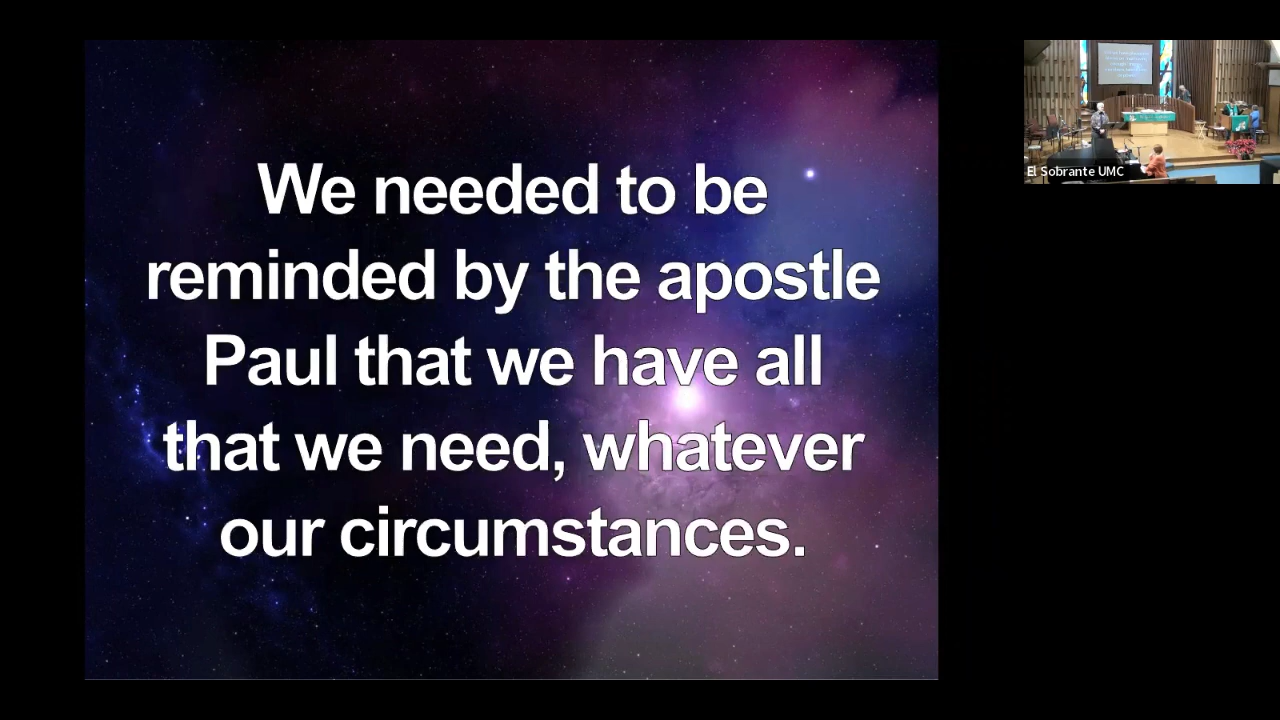 We needed to be
reminded by the apostle
Paul that we have all
that we need, whatever
our circumstances.
El Sobrante UMC